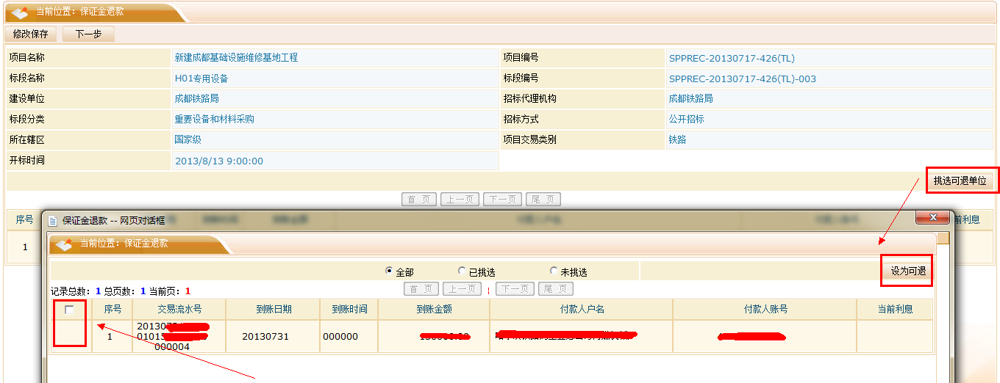 当前位置：保证金退款
修改保存 下一步
项目名称 新建成都基础设施维修基地工程 项目编号 SPPREC-20130717-426(TL)
标段名称 H01专用设备 标段编号 SPPREC-20130717-426(TL)-003
建设单位 成都铁路局 招标代理机构 成都铁路局
标段分类 重要设备和材料采购 招标方式 公开招标
所在辖区 国家级 项目交易类别 铁路
开标时间 2013/8/13 9:00:00
挑选可退单位
首 页 上一页 下一页 尾 页
序号 前利息
1
保证金退款 -- 网页对话框
当前位置：保证金退款
全部 已挑选 未挑选 设为可退
记录总数：1 总页数：1 当前页：1 首 页 上一页 下一页 尾 页
序号 交易流水号 到账日期 到账时间 到账金额 付款人户名 付款人账号 当前利息
201307
1 0101 20130731 000000
000004